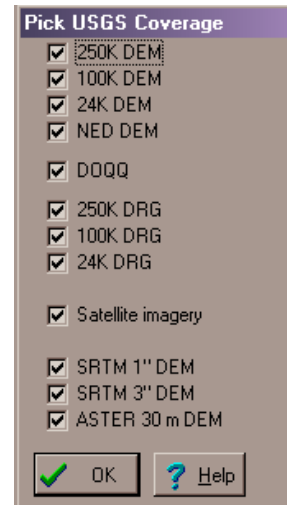 Pick USGS Coverage
250K DEM
100K DEM
24K DEM
NED DEM
DOQQ
250K DRG
100K DRG
24K DRG
Satellite imagery
SRTM 1" DEM
SRTM 3" DEM
ASTER 30 m DEM
OK ? Help